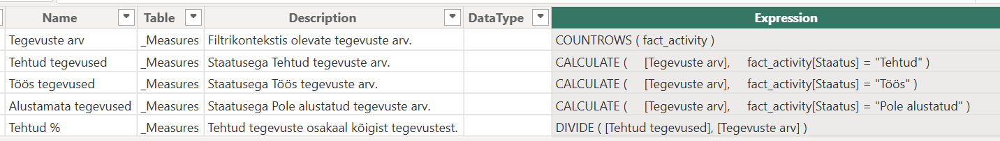 Name Table Description DataType Expression
Tegevuste arv _Measures Filtrikontekstis olevate tegevuste arv. COUNTROWS ( fact_activity )
Tehtud tegevused _Measures Staatusega Tehtud tegevuste arv. CALCULATE (     [Tegevuste arv],     fact_activity[Staatus] = "Tehtud" )
Töös tegevused _Measures Staatusega Töös tegevuste arv. CALCULATE (     [Tegevuste arv],     fact_activity[Staatus] = "Töös" )
Alustamata tegevused _Measures Staatusega Pole alustatud tegevuste arv. CALCULATE (     [Tegevuste arv],     fact_activity[Staatus] = "Pole alustatud" )
Tehtud % _Measures Tehtud tegevuste osakaal kõigist tegevustest. DIVIDE ( [Tehtud tegevused], [Tegevuste arv] )